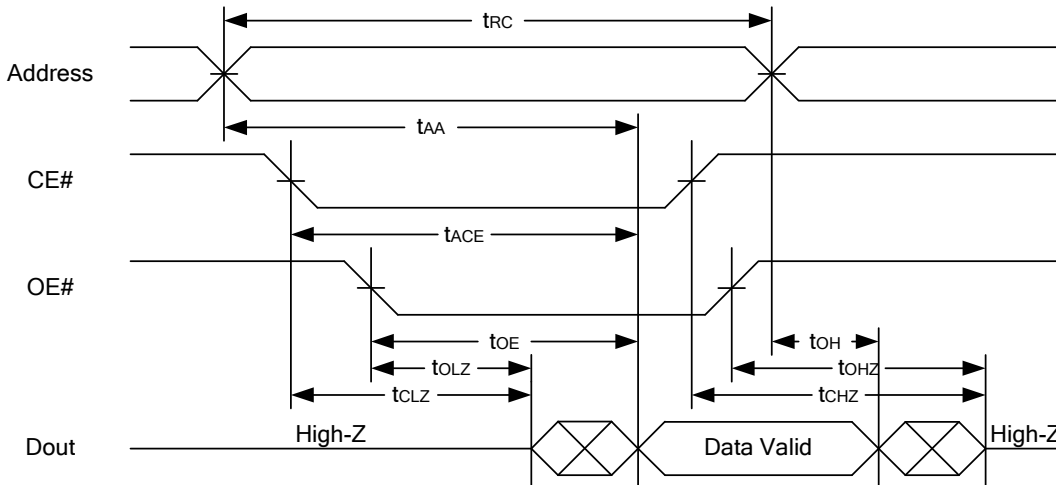 tRC
Address
tAA
CE#
tACE
OE#
tOE
tOH
tOLZ
tOHZ
tCLZ
tCHZ
High-Z
Data Valid
High-Z
Dout